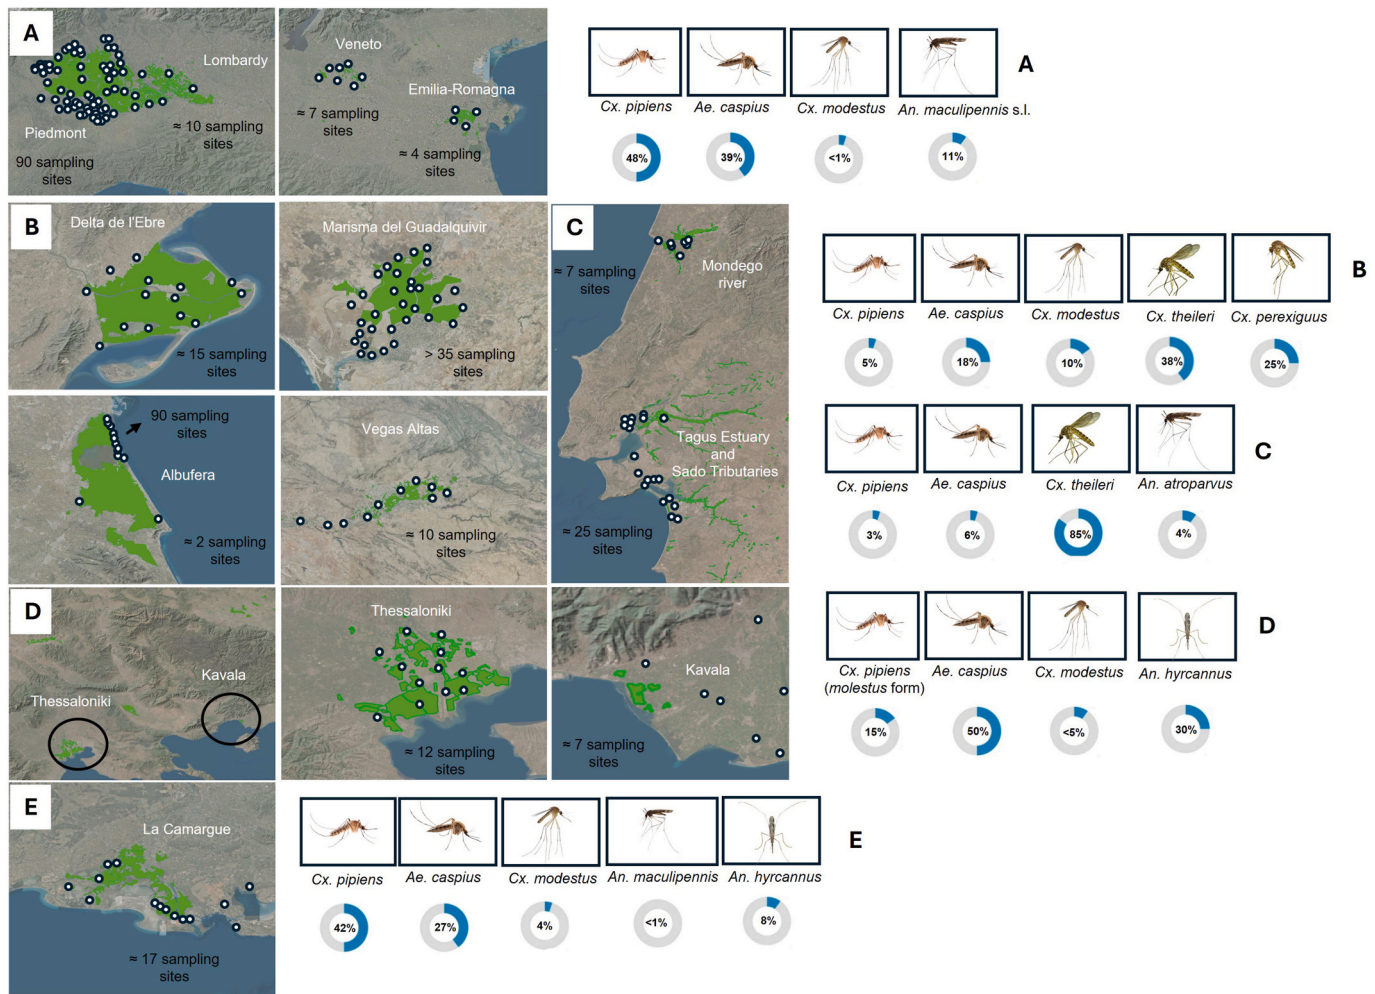 A
Lombardy
Piedmont
≈ 10 sampling
sites
90 sampling
sites
Veneto
Emilia-Romagna
≈ 7 sampling
sites
≈ 4 sampling
sites
A
Cx. pipiens
Ae. caspius
Cx. modestus
An. maculipennis s.l.
48%
39%
<1%
11%
B
Delta de l'Ebre
≈ 15 sampling
sites
Marisma del Guadalquivir
> 35 sampling
sites
90 sampling
sites
Albufera
≈ 2 sampling
sites
Vegas Altas
≈ 10 sampling
sites
C
≈ 7 sampling
sites
Mondego
river
Tagus Estuary
and
Sado Tributaries
≈ 25 sampling
sites
B
Cx. pipiens
Ae. caspius
Cx. modestus
Cx. theileri
Cx. perexiguus
5%
18%
10%
38%
25%
C
Cx. pipiens
Ae. caspius
Cx. theileri
An. atroparvus
3%
6%
85%
4%
D
Thessaloniki
Kavala
Thessaloniki
≈ 12 sampling
sites
Kavala
≈ 7 sampling
sites
D
Cx. pipiens
(molestus form)
Ae. caspius
Cx. modestus
An. hyrcannus
15%
50%
<5%
30%
E
La Camargue
≈ 17 sampling
sites
E
Cx. pipiens
Ae. caspius
Cx. modestus
An. maculipennis
An. hyrcannus
42%
27%
4%
<1%
8%